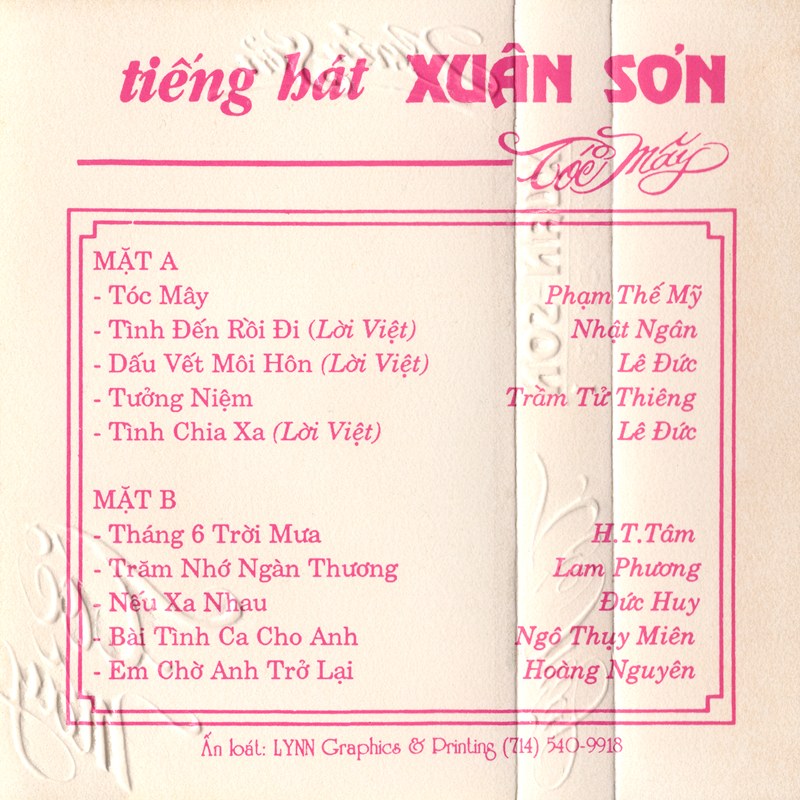 tiếng hát XUÂN SƠN
Tóc Mây
MẶT A
- Tóc Mây Phạm Thế Mỹ
- Tình Đến Rồi Đi (Lời Việt) Nhật Ngân
- Dấu Vết Môi Hôn (Lời Việt) Lê Đức
- Tưởng Niệm Trầm Tử Thiêng
- Tình Chia Xa (Lời Việt) Lê Đức
MẶT B
- Tháng 6 Trời Mưa H.T.Tâm
- Trăm Nhớ Ngàn Thương Lam Phương
- Nếu Xa Nhau Đức Huy
- Bài Tình Ca Cho Anh Ngô Thụy Miên
- Em Chờ Anh Trở Lại Hoàng Nguyên
Ấn loát: LYNN Graphics & Printing (714) 540-9918